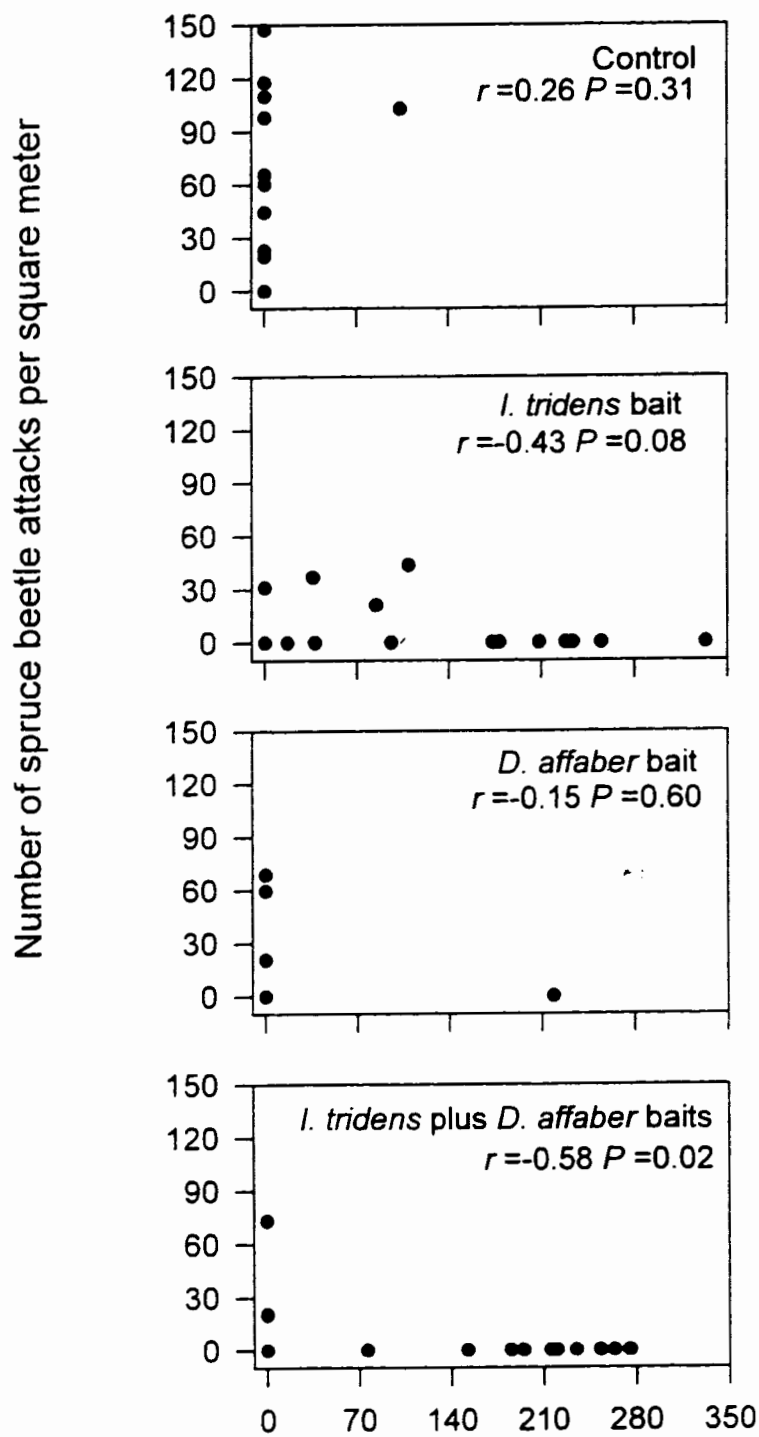 Number of spruce beetle attacks per square meter
150
120
90
60
30
0
Control
r =0.26 P =0.31
150
120
90
60
30
0
I. tridens bait
r =-0.43 P =0.08
150
120
90
60
30
0
D. affaber bait
r =-0.15 P =0.60
150
120
90
60
30
0
I. tridens plus D. affaber baits
r =-0.58 P =0.02
0 70 140 210 280 350